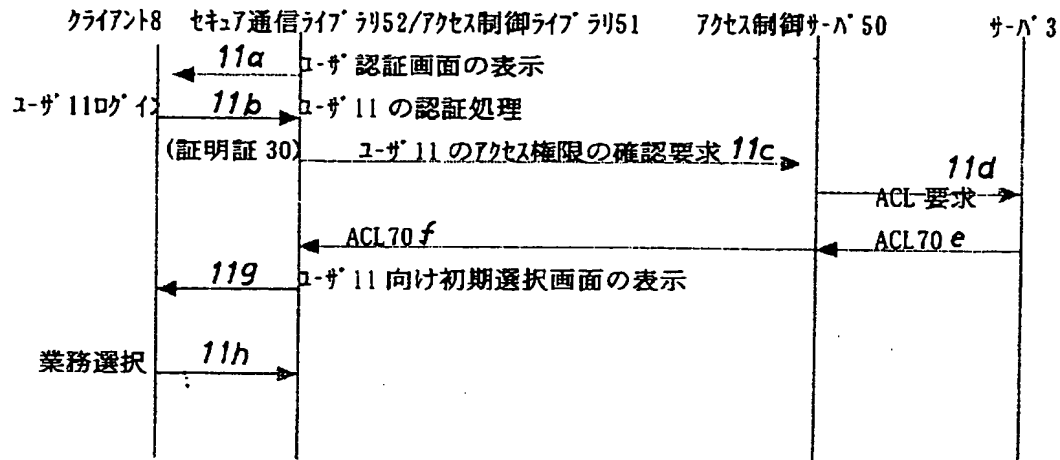 クライアント8 セキュア通信ライブラリ52/アクセス制御ライブラリ51 アクセス制御サーバ50 サーバ3
11a ユーザ認証画面の表示
ユーザ11ログイン 11b ユーザ11の認証処理
(証明証30) ユーザ11のアクセス権限の確認要求 11c
11d
ACL要求
ACL70 f ACL70 e
11g ユーザ11向け初期選択画面の表示
業務選択 11h